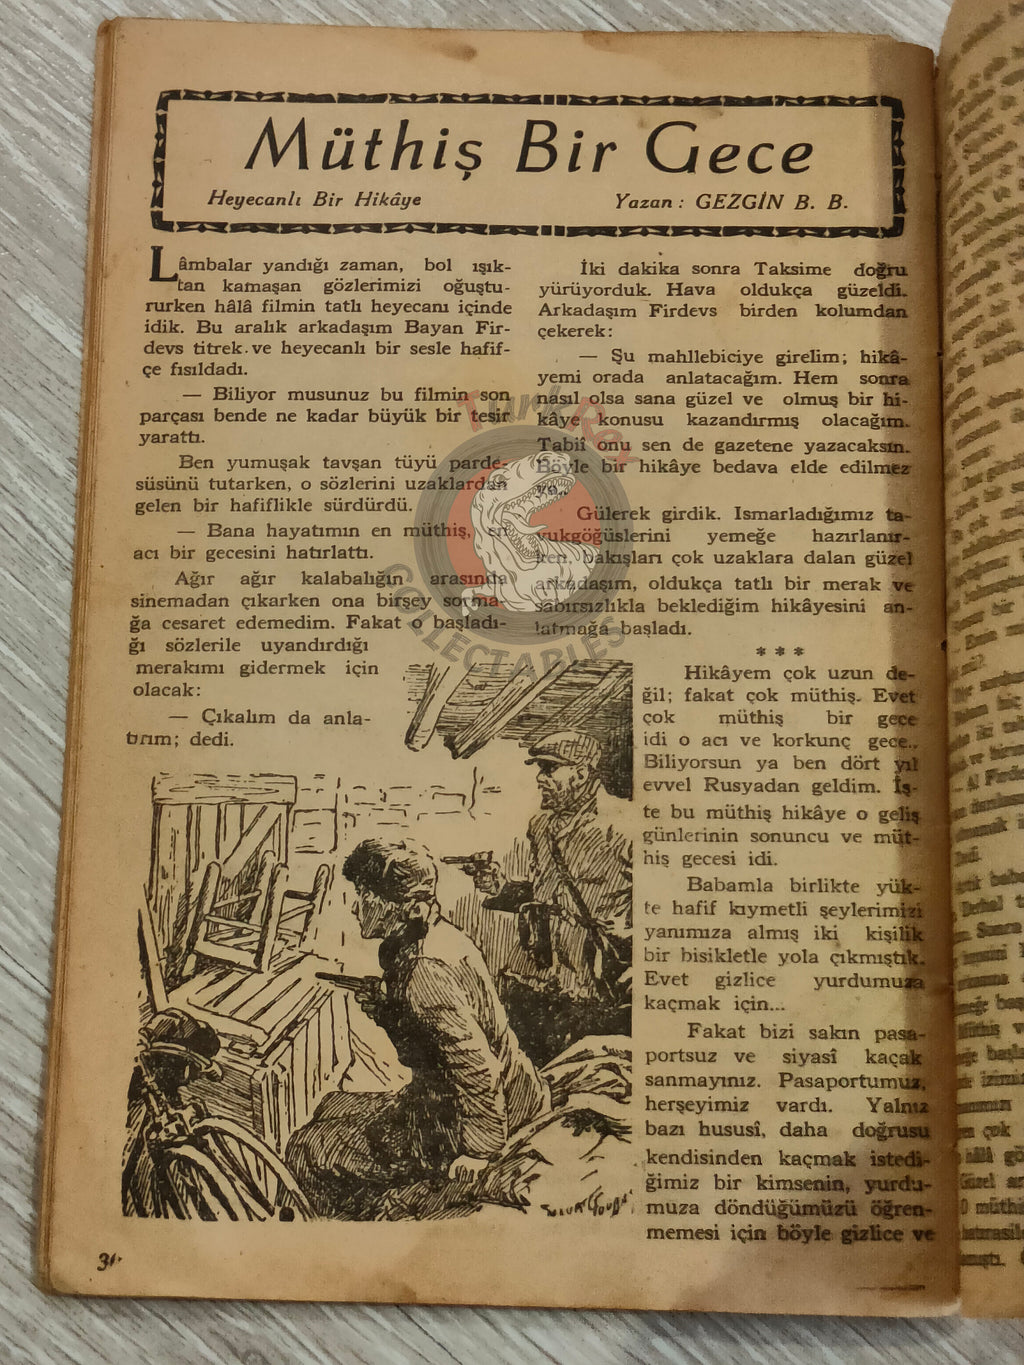 Müthiş Bir Gece
Heyecanlı Bir Hikâye
Yazan : GEZGİN B. B.
Lâmbalar yandığı zaman, bol ışık-
tan kamaşan gözlerimizi oğuştu-
rurken hâlâ filmin tatlı heyecanı içinde
idik. Bu aralık arkadaşım Bayan Fir-
devs titrek ve heyecanlı bir sesle hafif-
çe fısıldadı.
— Biliyor musunuz bu filmin son
parçası bende ne kadar büyük bir tesir
yarattı.
Ben yumuşak tavşan tüyü parde-
süsünü tutarken, o sözlerini uzaklardan
gelen bir hafiflikle sürdürdü.
— Bana hayatımın en müthiş, en
acı bir gecesini hatırlattı.
Ağır ağır kalabalığın arasında
sinemadan çıkarken ona birşey sorma-
ğa cesaret edemedim. Fakat o başladı-
ğı sözlerile uyandırdığı
merakımı gidermek için
olacak:
— Çıkalım da anla-
tırım; dedi.
İki dakika sonra Taksime doğru
yürüyorduk. Hava oldukça güzeldi.
Arkadaşım Firdevs birden kolumdan
çekerek:
— Şu mahllebiciye girelim; hikâ-
yemi orada anlatacağım. Hem sonra
nasıl olsa sana güzel ve olmuş bir hi-
kâye konusu kazandırmış olacağım.
Tabiî onu sen de gazetene yazacaksın.
Böyle bir hikâye bedava elde edilmez
ya..
Gülerek girdik. Ismarladığımız ta-
vukgöğüslerini yemeğe hazırlanır-
ken, bakışları çok uzaklara dalan güzel
arkadaşım, oldukça tatlı bir merak ve
sabırsızlıkla beklediğim hikâyesini an-
latmağa başladı.
* * *
Hikâyem çok uzun de-
ğil; fakat çok müthiş. Evet
çok müthiş bir gece
idi o acı ve korkunç gece..
Biliyorsun ya ben dört yıl
evvel Rusyadan geldim. İş-
te bu müthiş hikâye o geliş
günlerinin sonuncu ve müt-
hiş gecesi idi.
Babamla birlikte yük-
te hafif kıymetli şeylerimizi
yanımıza almış iki kişilik
bir bisikletle yola çıkmıştık.
Evet gizlice yurdumuza
kaçmak için...
Fakat bizi sakın pasa-
portsuz ve siyasî kaçak
sanmayınız. Pasaportumuz,
herşeyimiz vardı. Yalnız
bazı hususî, daha doğrusu
kendisinden kaçmak istedi-
ğimiz bir kimsenin, yurdu-
muza döndüğümüzü öğren-
memesi için böyle gizlice ve
TurkRex
COLLECTABLES